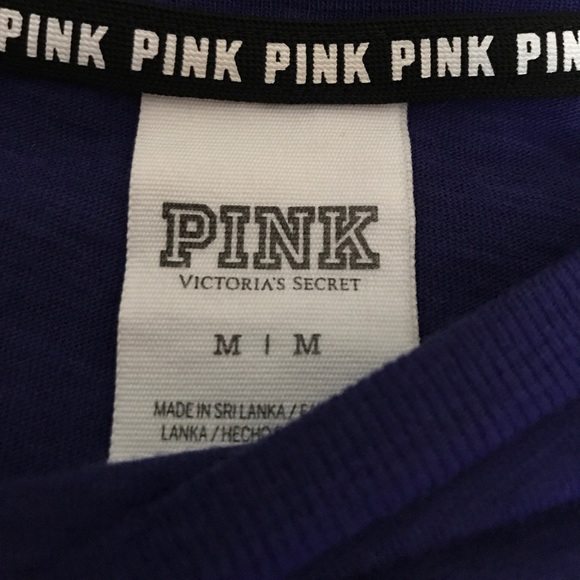 PINK PINK PINK PINK PIN
PINK
VICTORIA'S SECRET
M | M
MADE IN SRI LANKA /
LANKA / HECHO